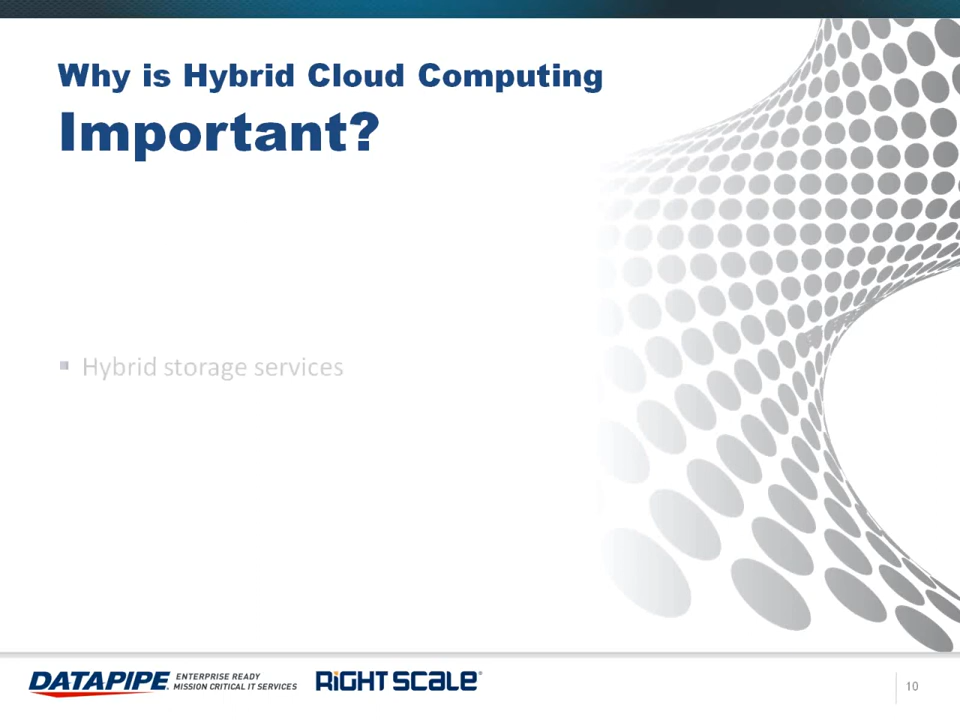 Why is Hybrid Cloud Computing
Important?
Hybrid storage services
DATAPIPE. ENTERPRISE READY
MISSION CRITICAL IT SERVICES
RIGHTSCALE®
10